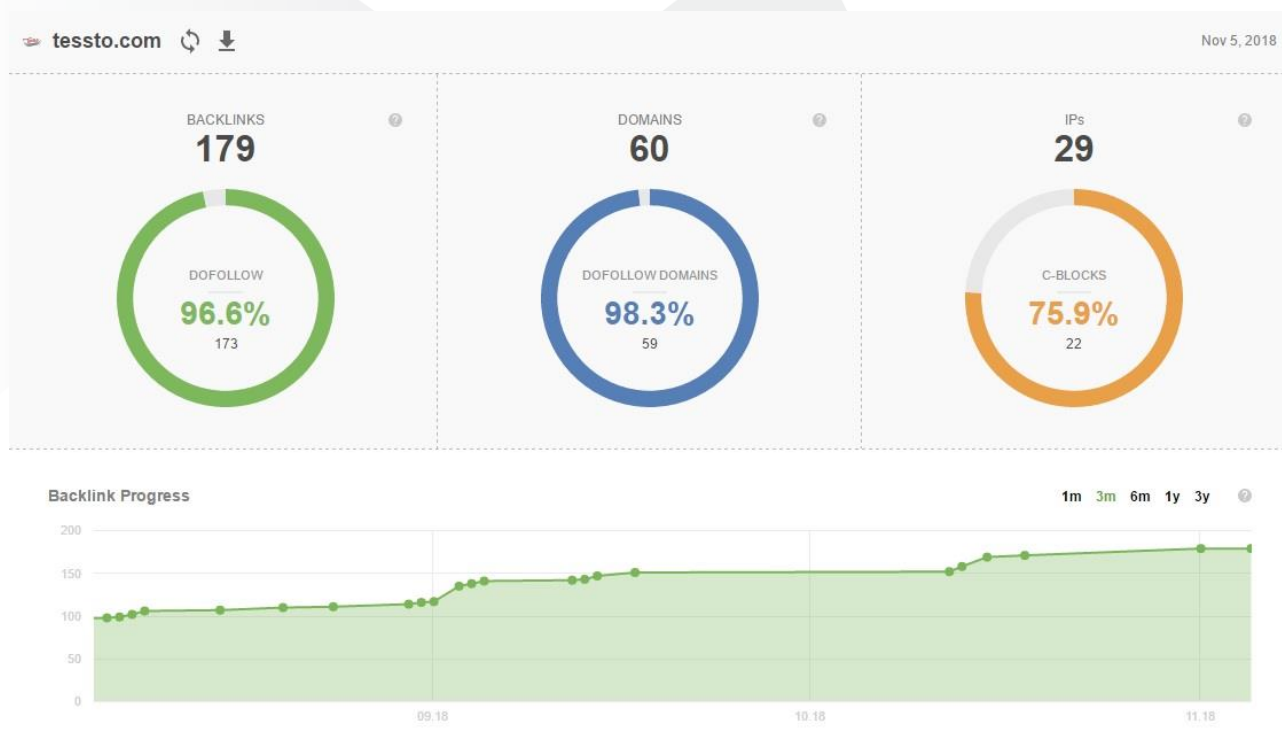 tessto.com
Nov 5, 2018
BACKLINKS
179
DOFOLLOW
96.6%
173
DOMAINS
60
DOFOLLOW DOMAINS
98.3%
59
IPs
29
C-BLOCKS
75.9%
22
Backlink Progress
1m 3m 6m 1y 3y
200
150
100
50
0
09.18 10.18 11.18